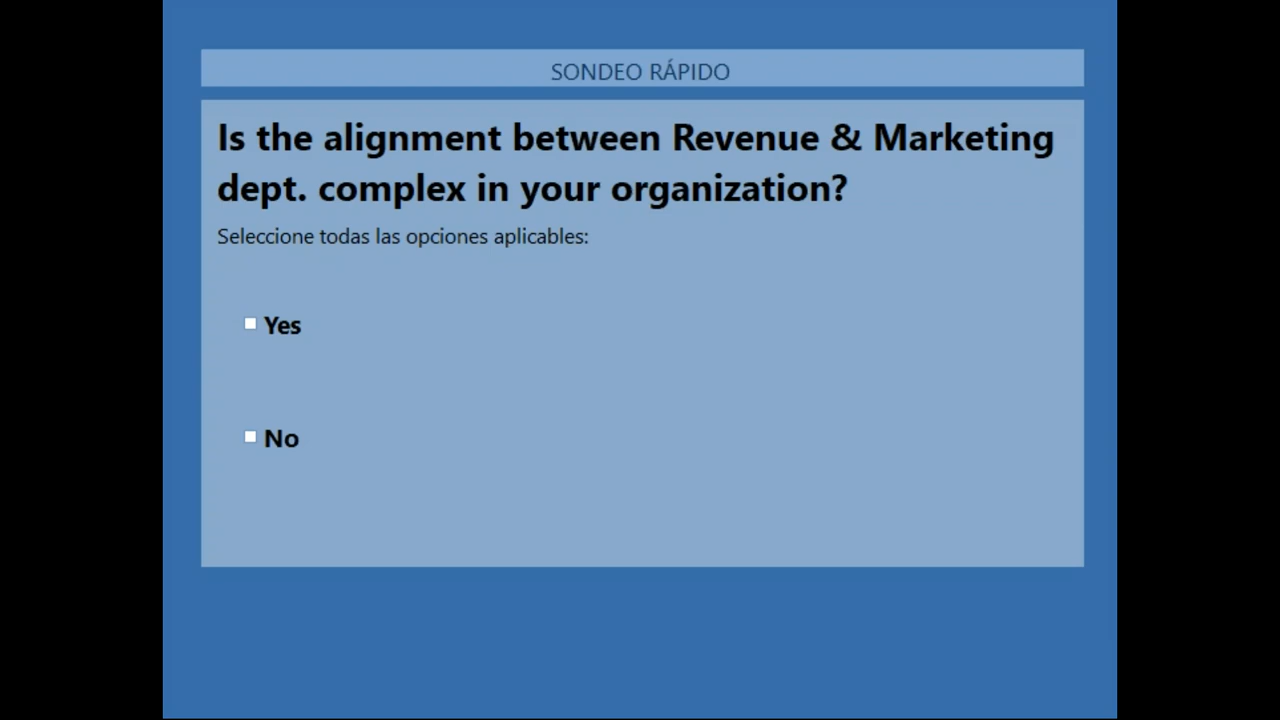 SONDEO RÁPIDO
Is the alignment between Revenue & Marketing
dept. complex in your organization?
Seleccione todas las opciones aplicables:
Yes
No